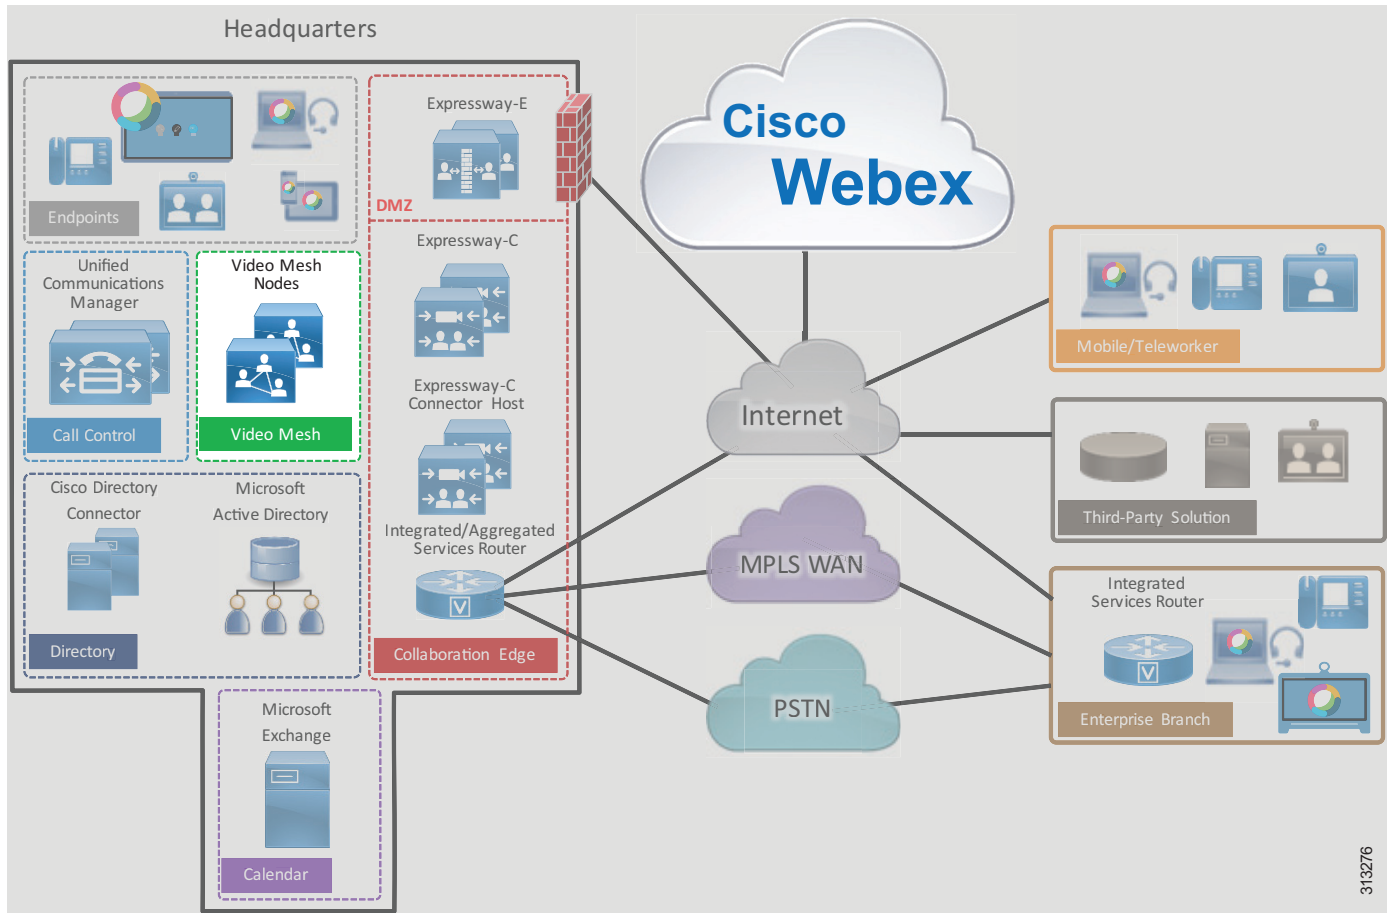 Headquarters
Expressway-E
DMZ
Endpoints
Unified
Communications
Manager
Call Control
Video Mesh
Nodes
Video Mesh
Expressway-C
Expressway-C
Connector Host
Integrated/Aggregated
Services Router
V
Collaboration Edge
Cisco Directory
Connector
Microsoft
Active Directory
Directory
Microsoft
Exchange
Calendar
Cisco
Webex
Internet
MPLS WAN
PSTN
Mobile/Teleworker
Third-Party Solution
Integrated
Services Router
V
Enterprise Branch
313276